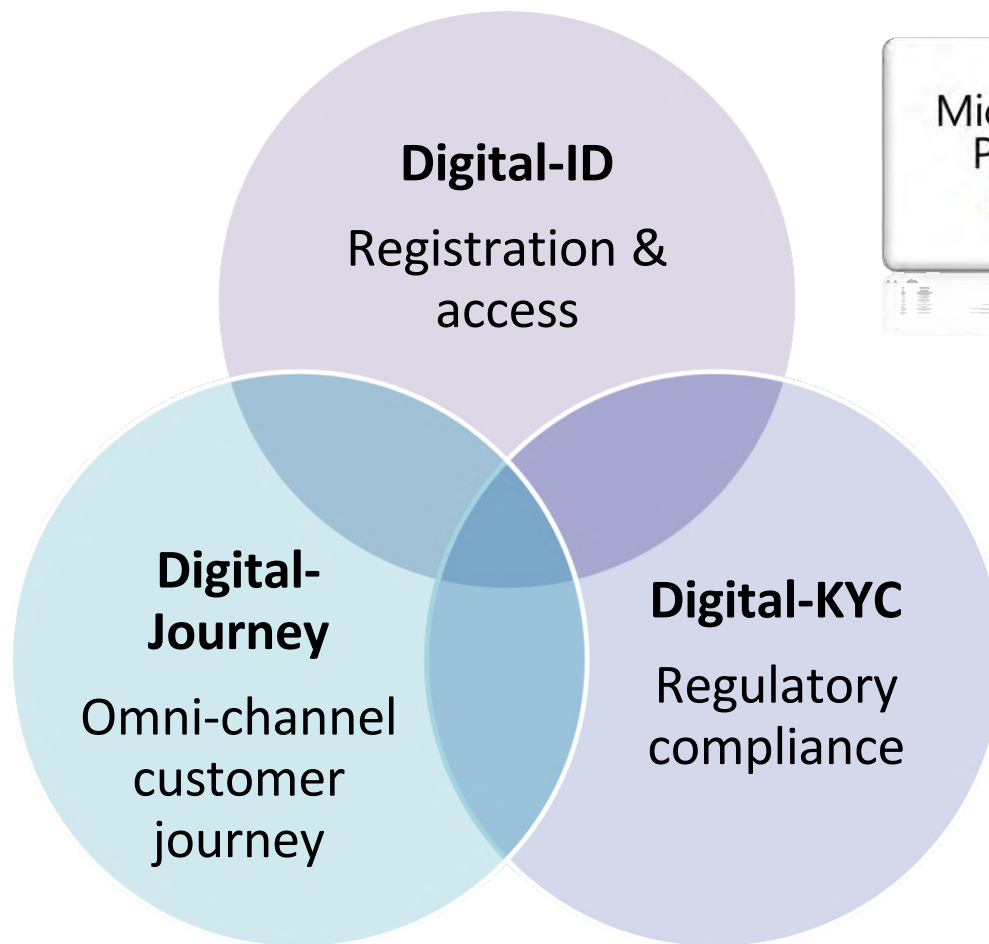 Digital-ID
Registration &
access
Digital-
Journey
Omni-channel
customer
journey
Digital-KYC
Regulatory
compliance